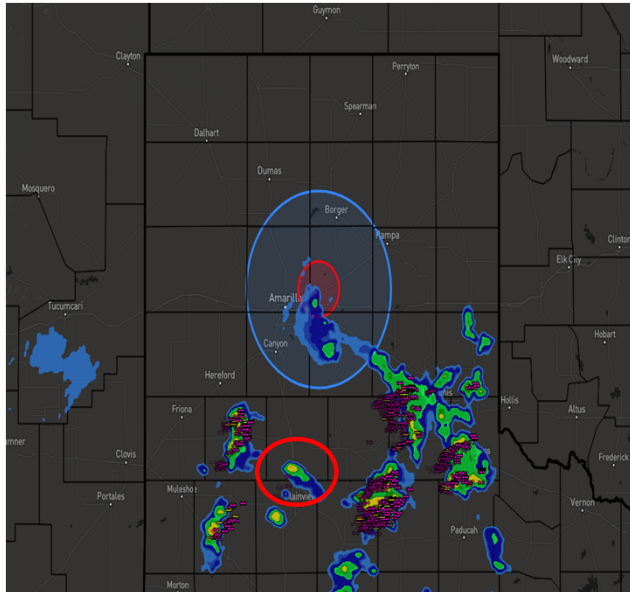 Guymon
Clayton
Woodward
Perryton
Spearman
Dalhart
Dumas
Mosquero
Borger
Pampa
Clinton
Elk City
Amarillo
Tucumcari
Canyon
Hobart
Hereford
Hollis
Friona
Altus
Clovis
Frederick
Muleshoe
Plainview
Portales
Vernon
Paducah
Morton